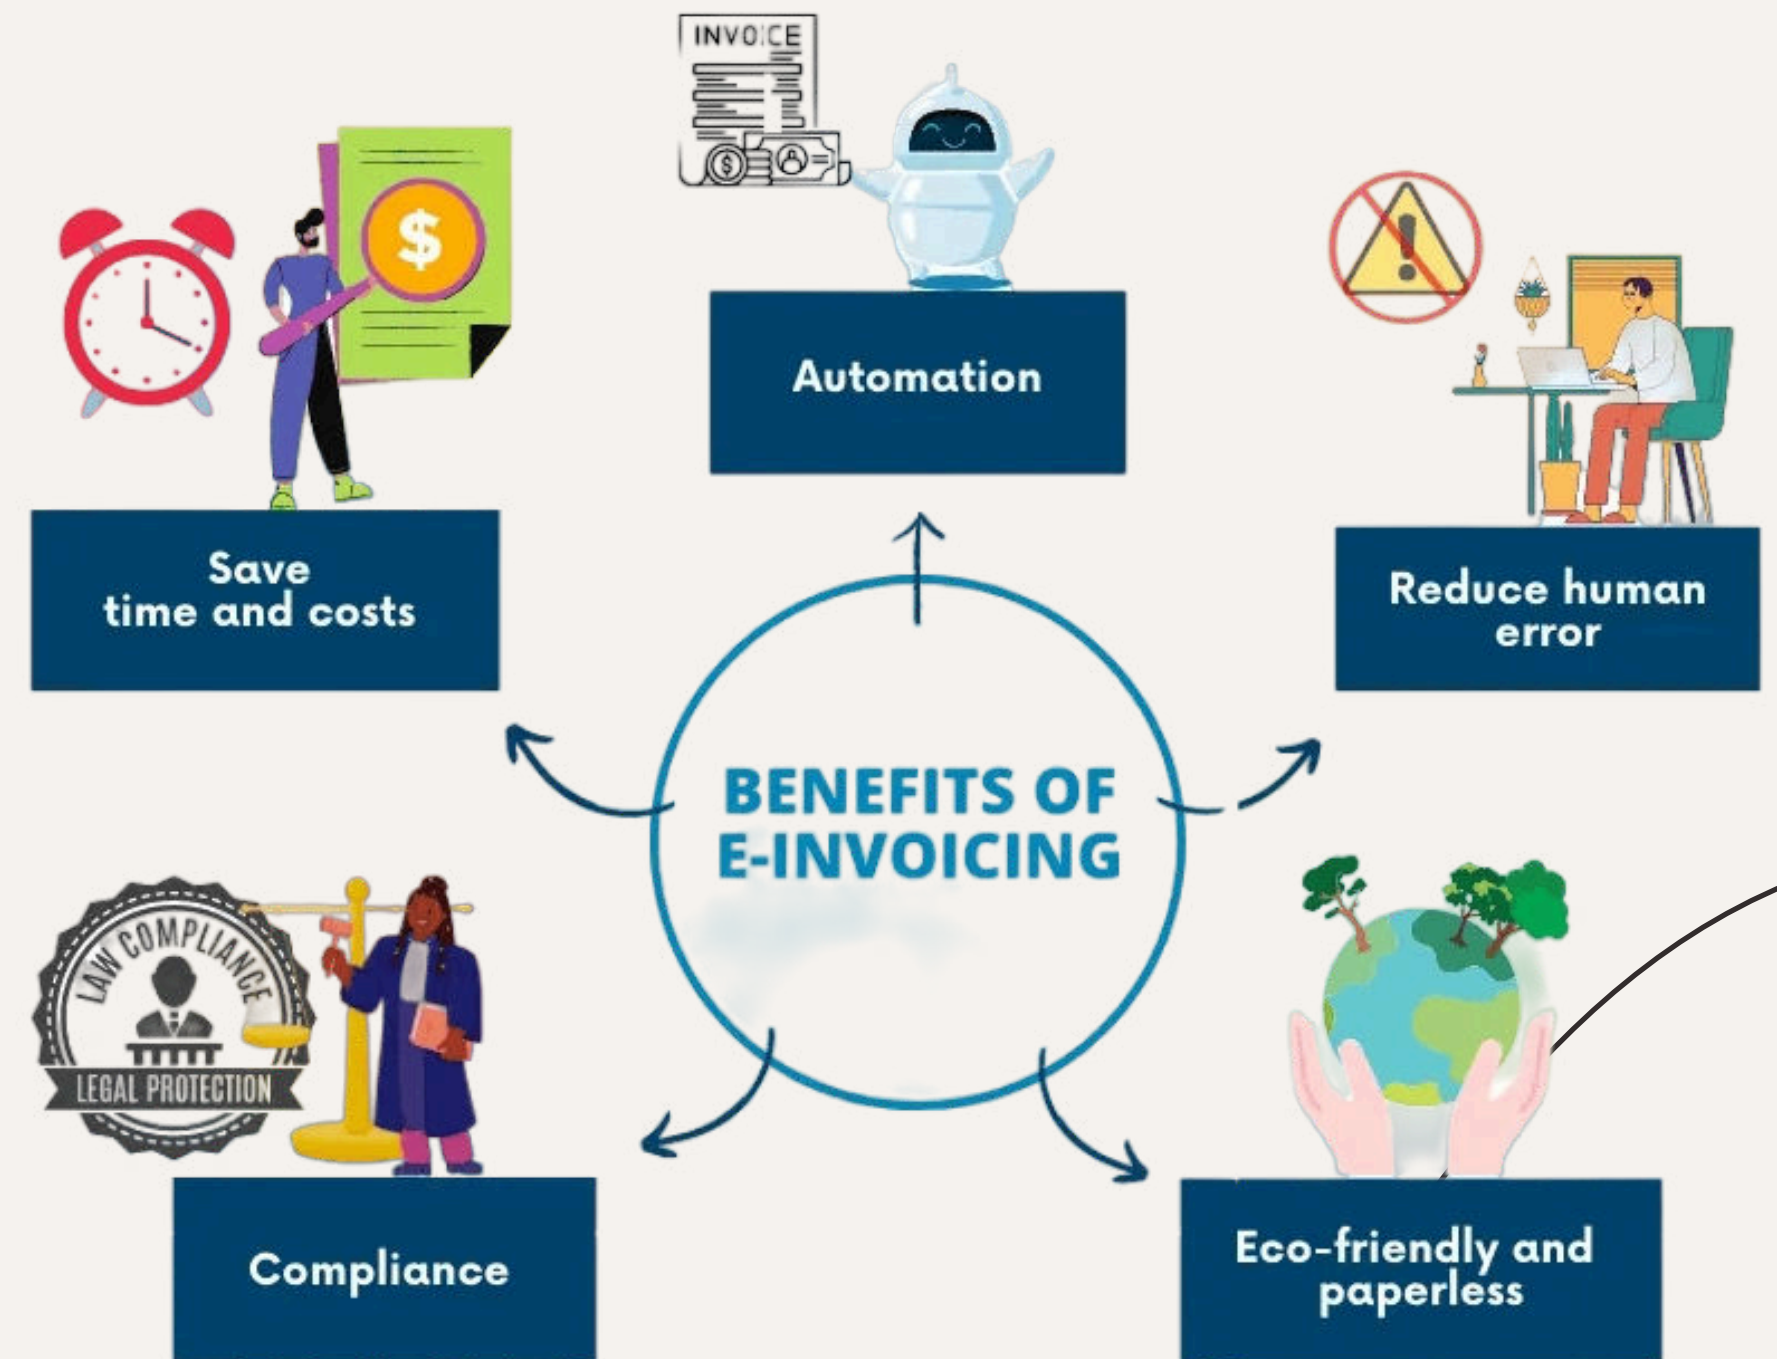 INVOICE
$
$
Automation
Save
time and costs
Reduce human
error
BENEFITS OF
E-INVOICING
LAW COMPLIANCE
LEGAL PROTECTION
Compliance
Eco-friendly and
paperless